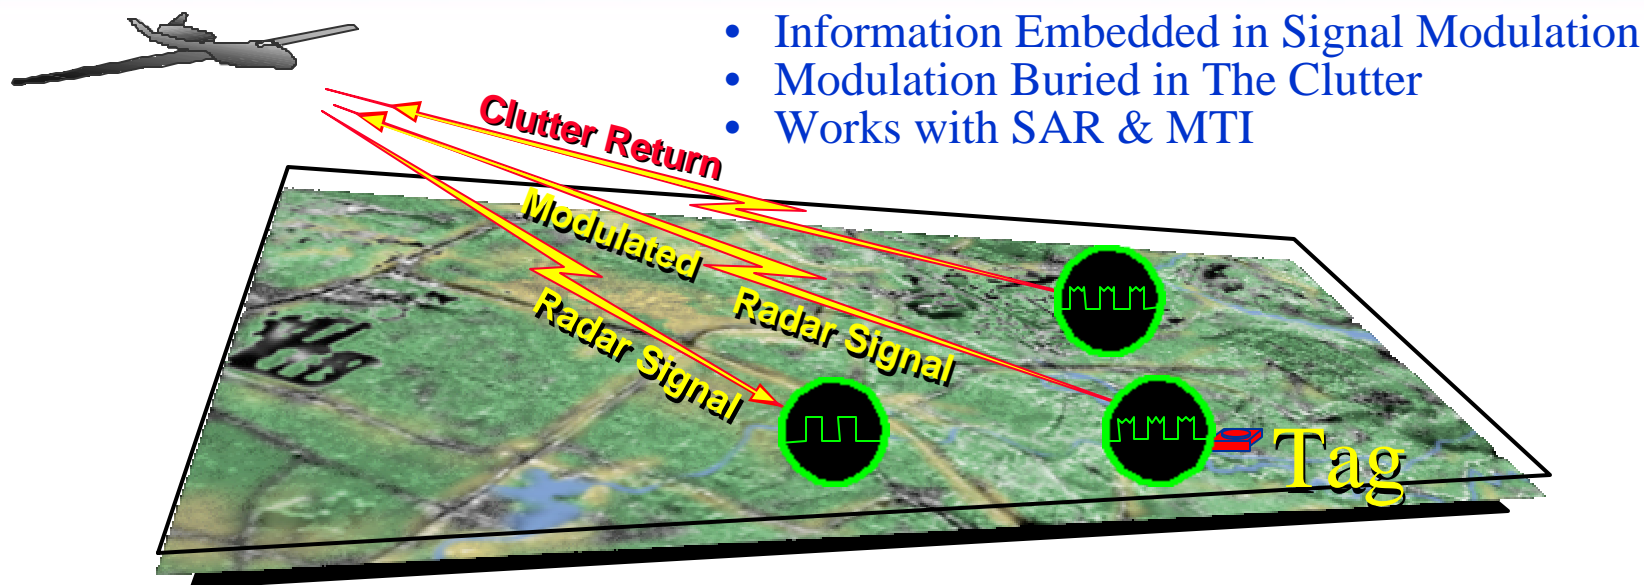 • Information Embedded in Signal Modulation
• Modulation Buried in The Clutter
• Works with SAR & MTI
Clutter Return
Modulated Radar Signal
Radar Signal
Tag